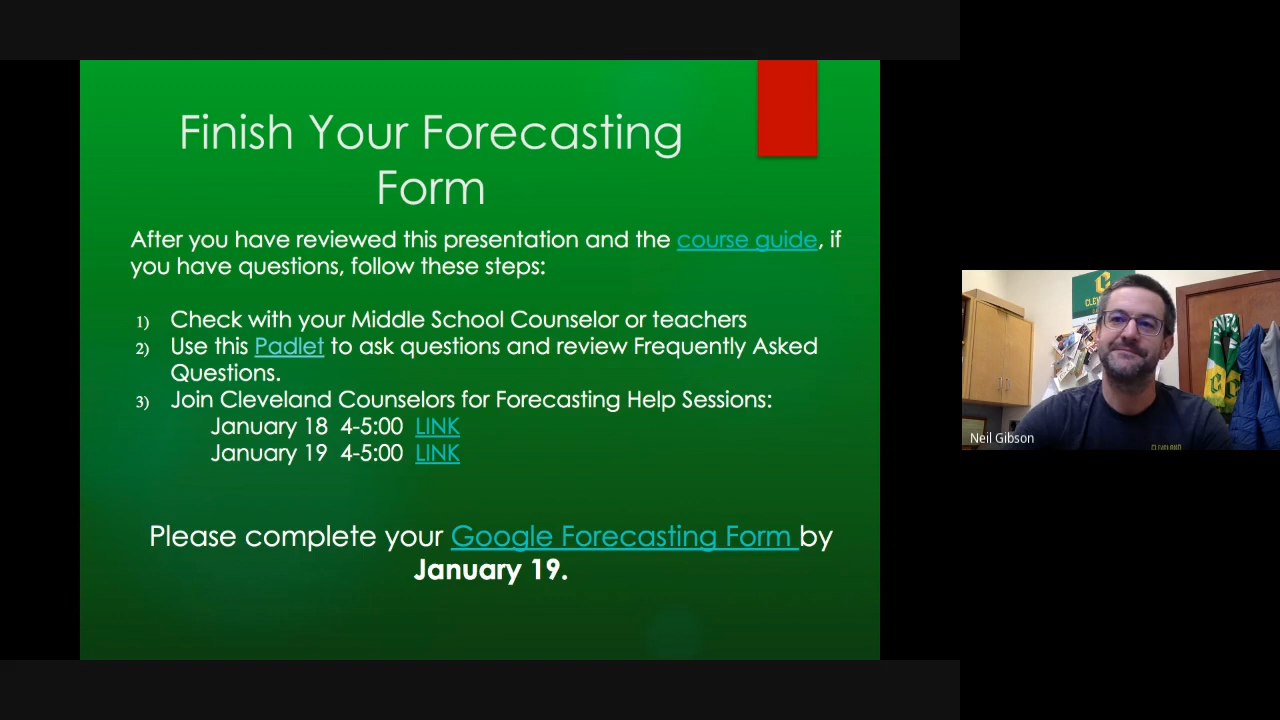 Finish Your Forecasting
Form
After you have reviewed this presentation and the course guide, if
you have questions, follow these steps:
1) Check with your Middle School Counselor or teachers
2) Use this Padlet to ask questions and review Frequently Asked
Questions.
3) Join Cleveland Counselors for Forecasting Help Sessions:
January 18 4-5:00 LINK
January 19 4-5:00 LINK
Please complete your Google Forecasting Form by
January 19.
C
Neil Gibson